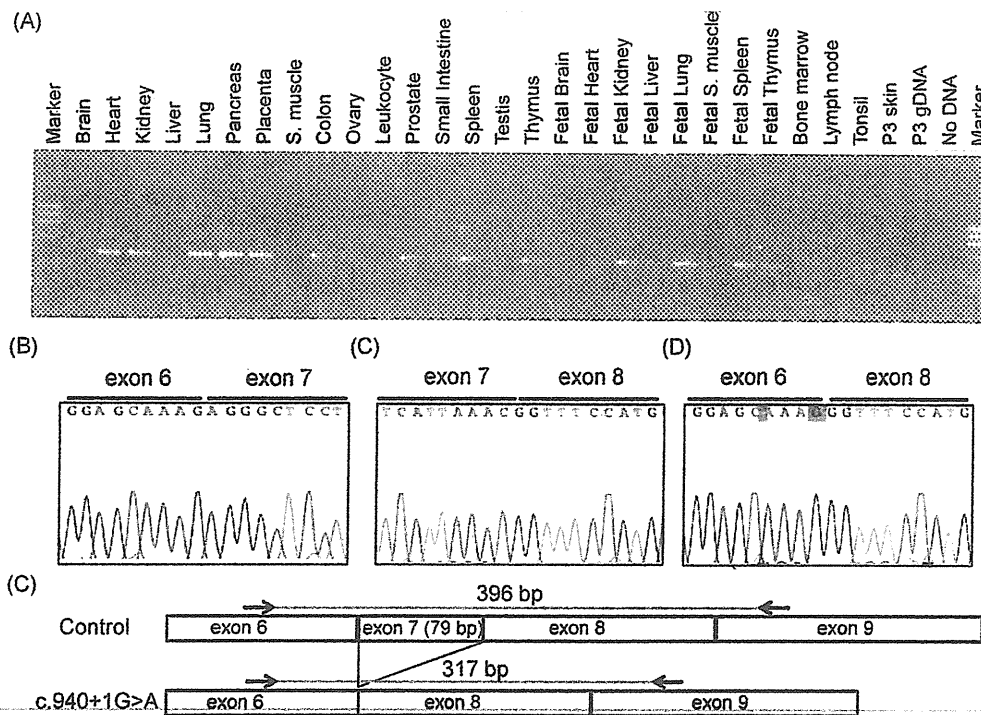 (A)
Marker
Brain
Heart
Kidney
Liver
Lung
Pancreas
Placenta
S. muscle
Colon
Ovary
Leukocyte
Prostate
Small Intestine
Spleen
Testis
Thymus
Fetal Brain
Fetal Heart
Fetal Kidney
Fetal Liver
Fetal Lung
Fetal S. muscle
Fetal Spleen
Fetal Thymus
Bone marrow
Lymph node
Tonsil
P3 skin
P3 gDNA
No DNA
Marker
(B)
exon 6 exon 7
GGAGCAAAGAGGGCTCCT
(C)
exon 7 exon 8
TCATTAAACGGTTTCCATG
(D)
exon 6 exon 8
GGAGCTAAAGGGTTTCCATG
(C)
396 bp
Control exon 6 exon 7 (79 bp) exon 8 exon 9
317 bp
c.940+1G>A exon 6 exon 8 exon 9